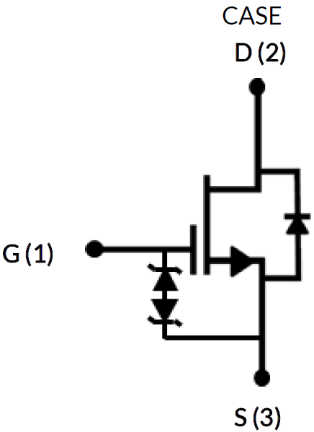 CASE
D (2)
G (1)
S (3)